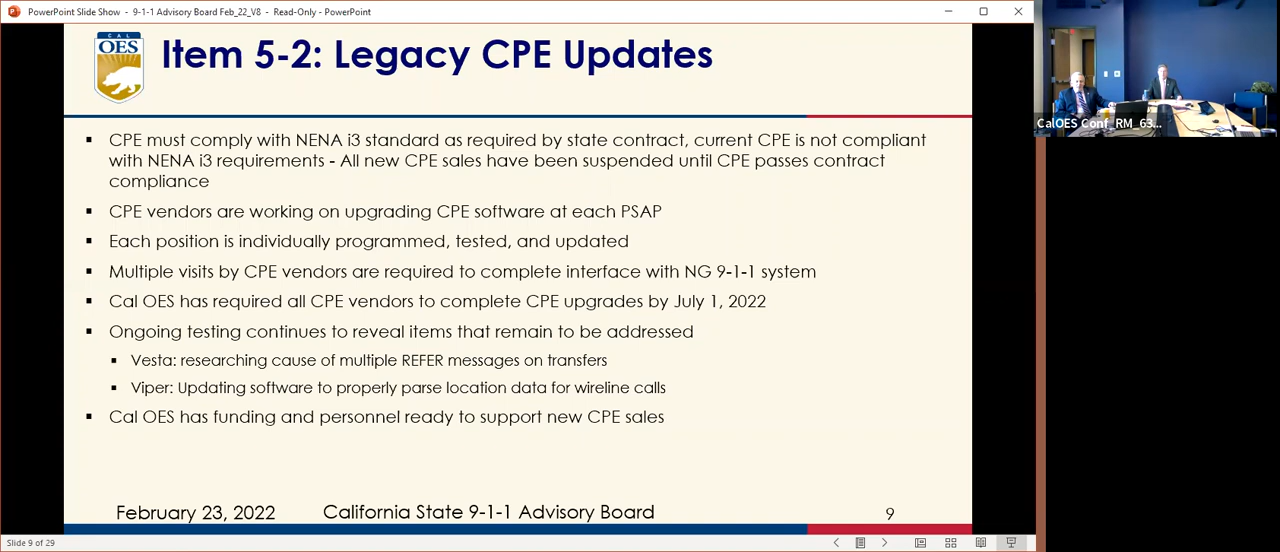 PowerPoint Slide Show - 9-1-1 Advisory Board Feb_22_V8 - Read-Only - PowerPoint
CAL
OES
Item 5-2: Legacy CPE Updates
CalOES Conf_RM_63...
▪ CPE must comply with NENA i3 standard as required by state contract, current CPE is not compliant
with NENA i3 requirements - All new CPE sales have been suspended until CPE passes contract
compliance
▪ CPE vendors are working on upgrading CPE software at each PSAP
▪ Each position is individually programmed, tested, and updated
▪ Multiple visits by CPE vendors are required to complete interface with NG 9-1-1 system
▪ Cal OES has required all CPE vendors to complete CPE upgrades by July 1, 2022
▪ Ongoing testing continues to reveal items that remain to be addressed
▪ Vesta: researching cause of multiple REFER messages on transfers
▪ Viper: Updating software to properly parse location data for wireline calls
▪ Cal OES has funding and personnel ready to support new CPE sales
February 23, 2022 California State 9-1-1 Advisory Board 9
Slide 9 of 29